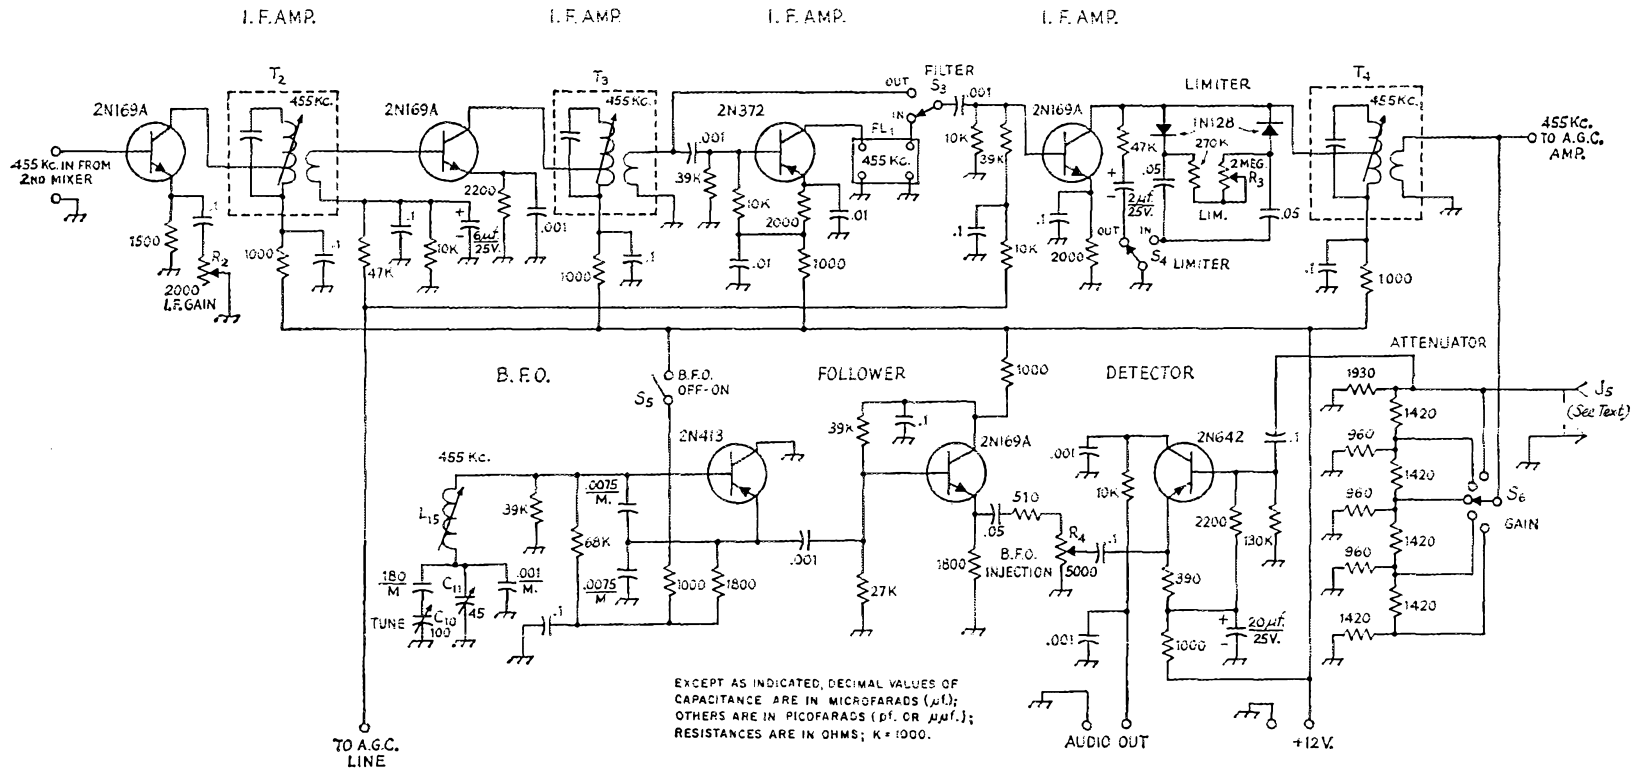 I.F. AMP.
I.F. AMP.
I.F. AMP.
I.F. AMP.
T2
T3
FILTER
S3
OUT
IN
LIMITER
T4
455 KC.
455 KC.
455 KC.
2N169A
2N169A
2N372
2N169A
.001
.001
FL1
455 KC.
10K
39K
47K
1N128
270K
2 MEG.
R3
LIM.
.05
.05
455 KC.
TO A.G.C.
AMP.
455 KC. IN FROM
2ND MIXER
1500
.1
R2
2000
I.F. GAIN
1000
.1
47K
.1
10K
+
-
6µf.
25V.
2200
.001
1000
.1
39K
10K
.01
2000
.01
1000
.1
10K
.1
2000
+
-
2µf.
25V.
OUT
IN
S4
LIMITER
.1
1000
B.F.O.
S5
B.F.O.
OFF-ON
FOLLOWER
1000
DETECTOR
ATTENUATOR
455 KC.
L15
39K
68K
.0075
M.
.0075
M
2N413
.180
M
C11
45
.001
M.
TUNE
C10
100
.1
1000
1800
.001
39K
.1
27K
2N169A
.05
510
1800
B.F.O.
INJECTION
R4
5000
.1
.001
10K
2N642
.1
2200
130K
390
1000
+
-
20µf.
25V.
.001
1930
960
960
960
1420
1420
1420
1420
1420
S6
GAIN
J5
(See Text)
EXCEPT AS INDICATED, DECIMAL VALUES OF
CAPACITANCE ARE IN MICROFARADS (µf.);
OTHERS ARE IN PICOFARADS (pf. OR µµf.);
RESISTANCES ARE IN OHMS; K = 1000.
TO A.G.C.
LINE
AUDIO OUT
+12V.